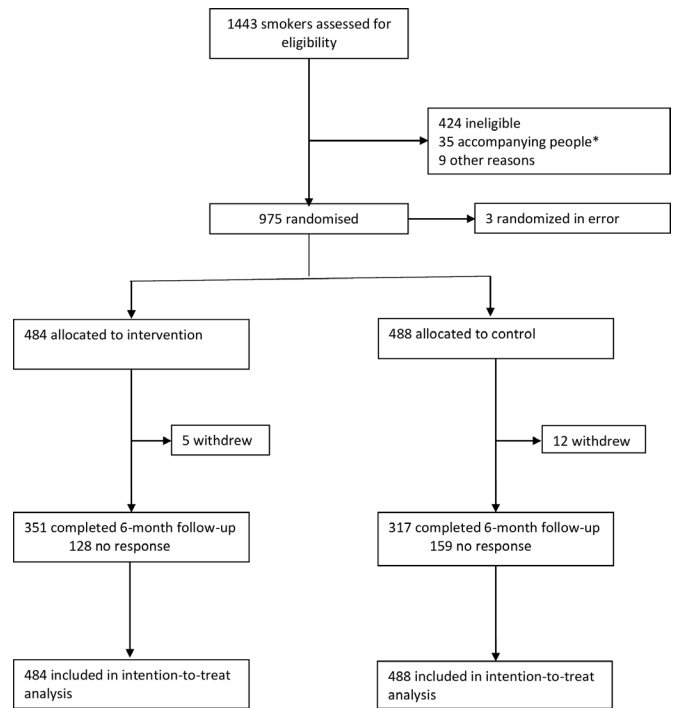 1443 smokers assessed for
eligibility
424 ineligible
35 accompanying people*
9 other reasons
975 randomised
3 randomized in error
484 allocated to intervention
488 allocated to control
5 withdrew
12 withdrew
351 completed 6-month follow-up
128 no response
317 completed 6-month follow-up
159 no response
484 included in intention-to-treat
analysis
488 included in intention-to-treat
analysis